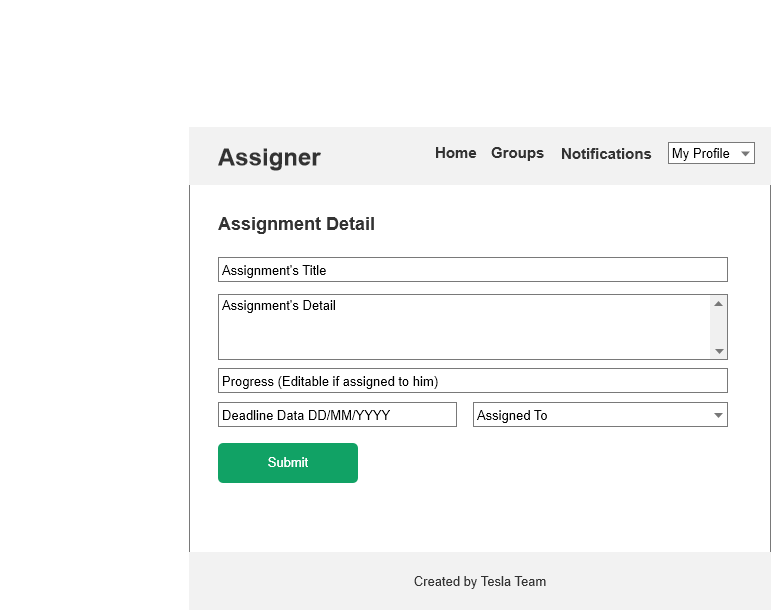 Assigner
Home Groups Notifications My Profile
Assignment Detail
Assignment's Title
Assignment's Detail
Progress (Editable if assigned to him)
Deadline Data DD/MM/YYYY Assigned To
Submit
Created by Tesla Team